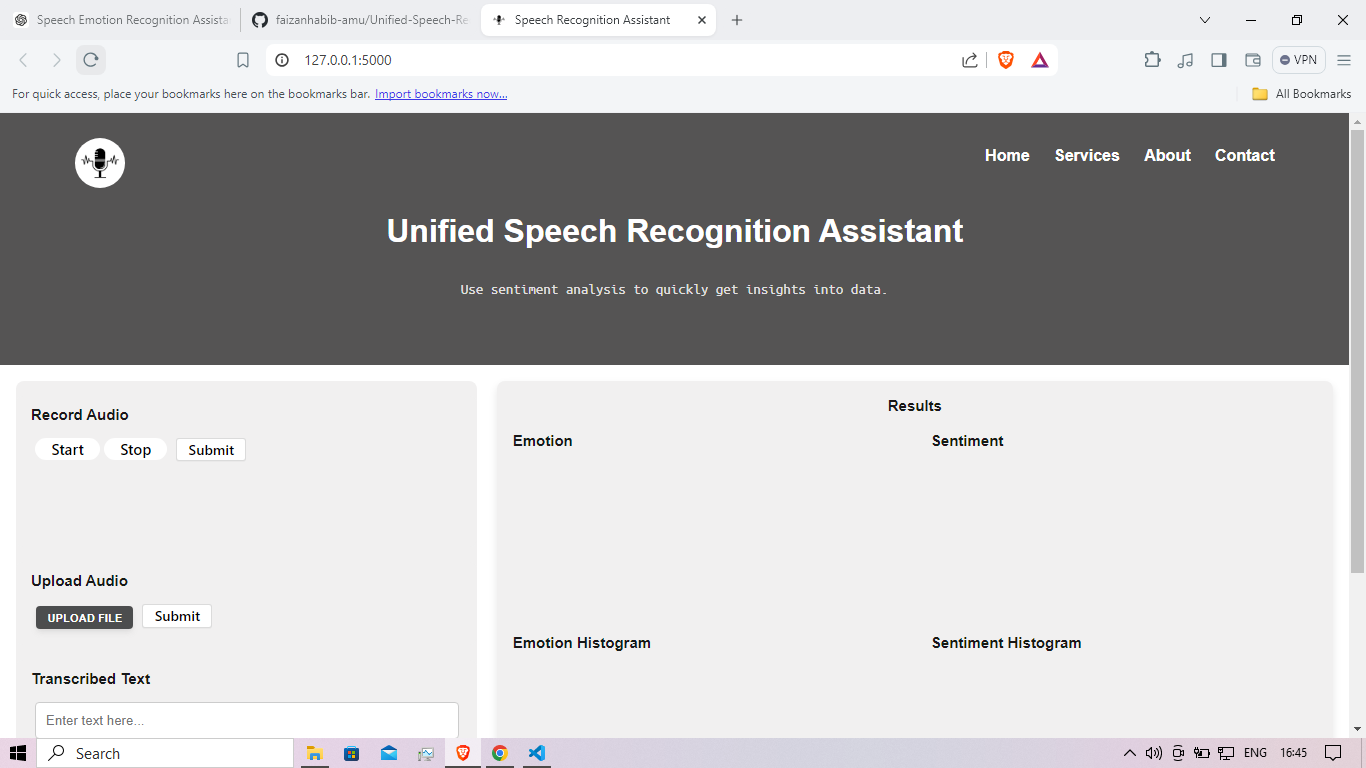 Speech Emotion Recognition Assista
faizanhabib-amu/Unified-Speech-Re
Speech Recognition Assistant
127.0.0.1:5000
VPN
For quick access, place your bookmarks here on the bookmarks bar. Import bookmarks now...
All Bookmarks
Home Services About Contact
Unified Speech Recognition Assistant
Use sentiment analysis to quickly get insights into data.
Record Audio
Start Stop Submit
Upload Audio
UPLOAD FILE Submit
Transcribed Text
Enter text here...
Results
Emotion Sentiment
Emotion Histogram Sentiment Histogram
Search
ENG 16:45